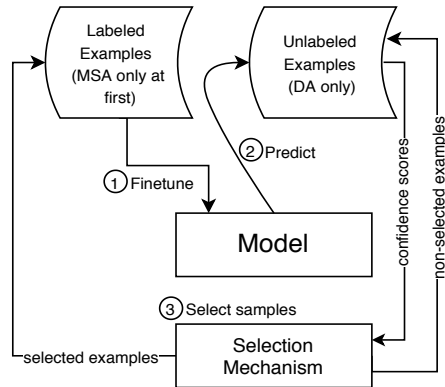 Labeled
Examples
(MSA only at
first)
Unlabeled
Examples
(DA only)
2 Predict
1 Finetune
Model
confidence scores
non-selected examples
3 Select samples
Selection
Mechanism
selected examples